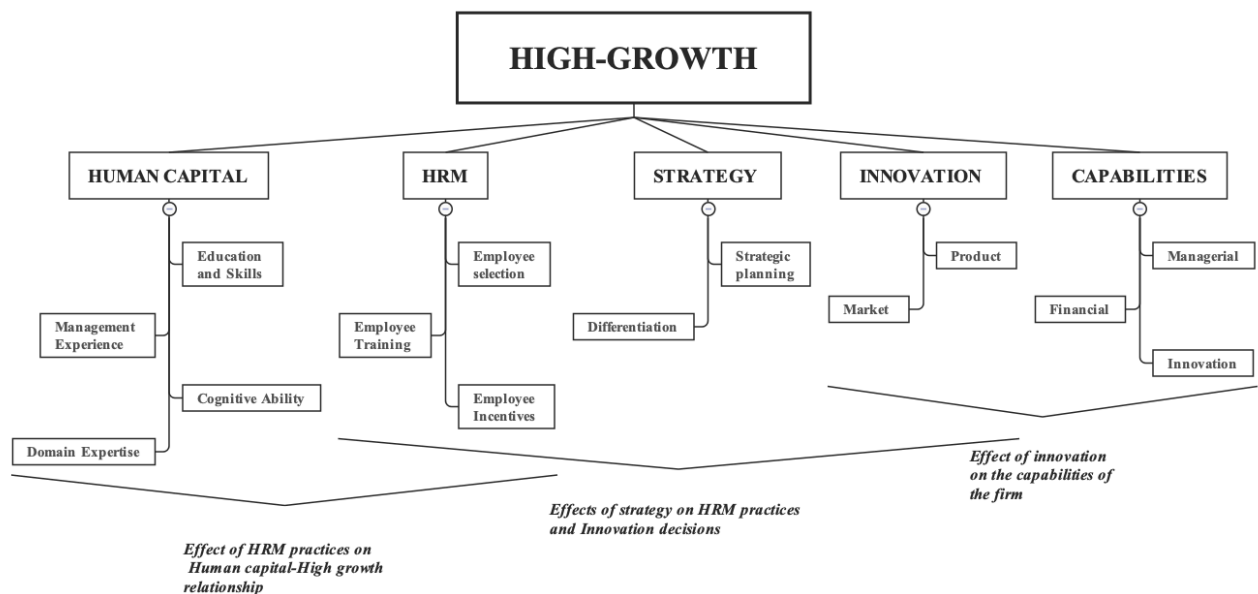 HIGH-GROWTH
HUMAN CAPITAL
HRM
STRATEGY
INNOVATION
CAPABILITIES
Education
and Skills
Management
Experience
Cognitive Ability
Domain Expertise
Employee
selection
Employee
Training
Employee
Incentives
Strategic
planning
Differentiation
Product
Market
Managerial
Financial
Innovation
Effect of HRM practices on
Human capital-High growth
relationship
Effects of strategy on HRM practices
and Innovation decisions
Effect of innovation
on the capabilities of
the firm